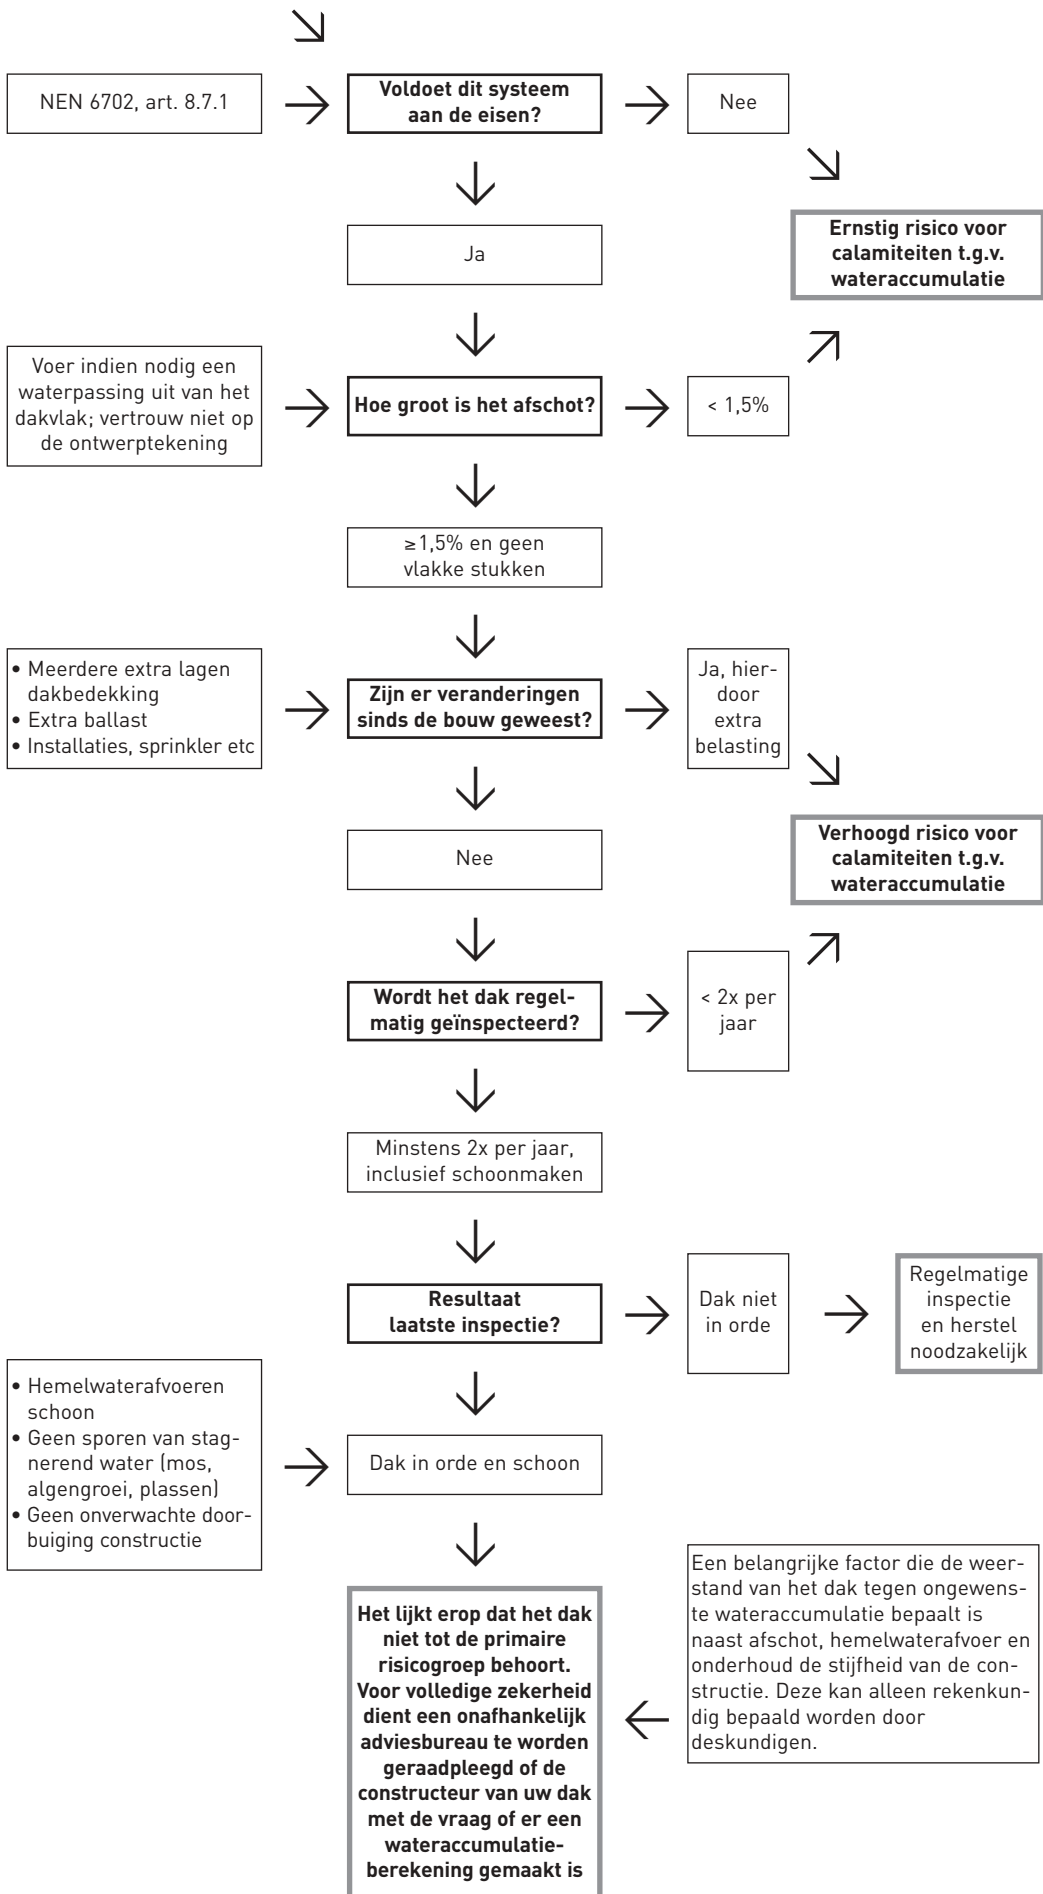 NEN 6702, art. 8.7.1
Voldoet dit systeem
aan de eisen?
Nee
Ja
Ernstig risico voor
calamiteiten t.g.v.
wateraccumulatie
Voer indien nodig een
waterpassing uit van het
dakvlak; vertrouw niet op
de ontwerptekening
Hoe groot is het afschot?
< 1,5%
≥1,5% en geen
vlakke stukken
• Meerdere extra lagen
dakbedekking
• Extra ballast
• Installaties, sprinkler etc
Zijn er veranderingen
sinds de bouw geweest?
Ja, hier-
door
extra
belasting
Nee
Verhoogd risico voor
calamiteiten t.g.v.
wateraccumulatie
Wordt het dak regel-
matig geïnspecteerd?
< 2x per
jaar
Minstens 2x per jaar,
inclusief schoonmaken
Resultaat
laatste inspectie?
Dak niet
in orde
Regelmatige
inspectie
en herstel
noodzakelijk
• Hemelwaterafvoeren
schoon
• Geen sporen van stag-
nerend water (mos,
algengroei, plassen)
• Geen onverwachte door-
buiging constructie
Dak in orde en schoon
Het lijkt erop dat het dak
niet tot de primaire
risicogroep behoort.
Voor volledige zekerheid
dient een onafhankelijk
adviesbureau te worden
geraadpleegd of de
constructeur van uw dak
met de vraag of er een
wateraccumulatie-
berekening gemaakt is
Een belangrijke factor die de weer-
stand van het dak tegen ongewens-
te wateraccumulatie bepaalt is
naast afschot, hemelwaterafvoer en
onderhoud de stijfheid van de con-
structie. Deze kan alleen rekenkun-
dig bepaald worden door
deskundigen.